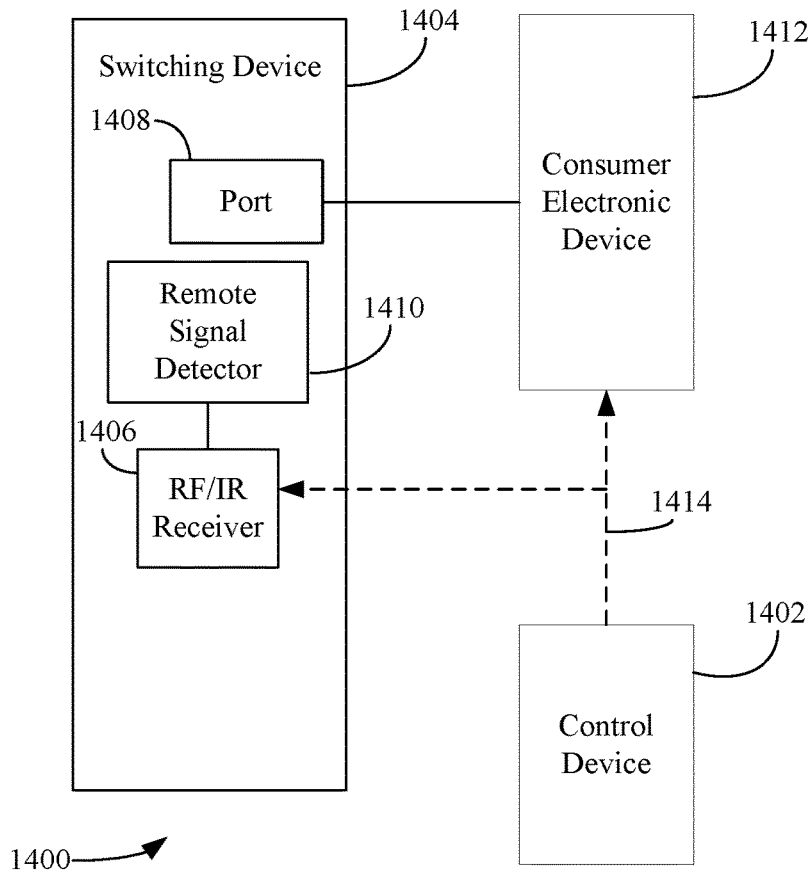 1404
1412
Switching Device
1408
Port
Consumer
Electronic
Device
Remote
Signal
Detector
1410
1406
RF/IR
Receiver
1414
1402
Control
Device
1400